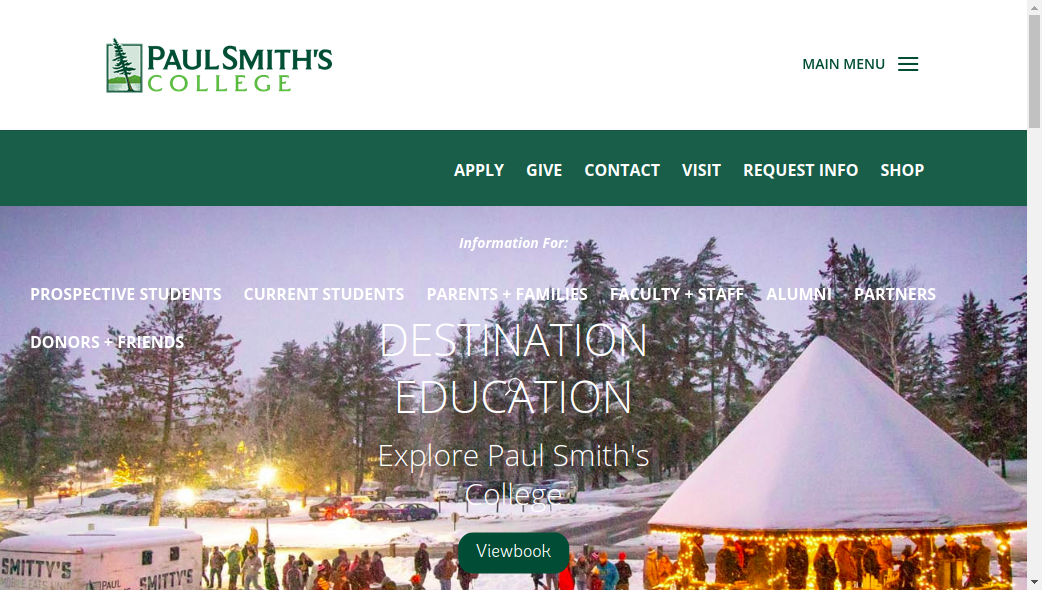 PAUL SMITH'S
COLLEGE
MAIN MENU
APPLY GIVE CONTACT VISIT REQUEST INFO SHOP
Information For:
PROSPECTIVE STUDENTS CURRENT STUDENTS PARENTS + FAMILIES FACULTY + STAFF ALUMNI PARTNERS
DONORS + FRIENDS
DESTINATION
EDUCATION
Explore Paul Smith's
College
Viewbook
SMITTY'S
SMITTY'S
PAUL